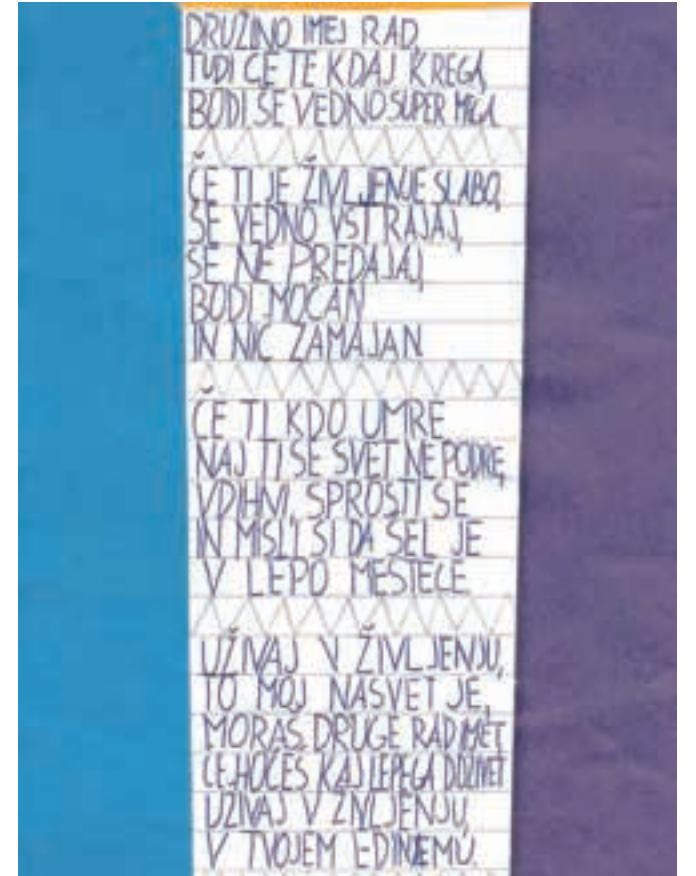 DRUŽINO IMEJ RAD,
TUDI ČE TE KDAJ KREGA,
BODI ŠE VEDNO SUPER MEGA.
ČE TI JE ŽIVLJENJE SLABO,
ŠE VEDNO VSTRAJAJ,
SE NE PREDAJAJ,
BODI MOČAN
IN NIČ ZAMAJAN.
ČE TI KDO UMRE
NAJ TI SE SVET NE PODRE,
VDIHNI, SPROSTI SE
IN MISLI SI DA ŠEL JE
V LEPO MESTECE.
UŽIVAJ V ŽIVLJENJU,
TO MOJ NASVET JE,
MORAŠ DRUGE RAD IMET
ČE HOČEŠ KAJ LEPEGA DOŽIVET
UŽIVAJ V ŽIVLJENJU,
V TVOJEM EDINEMU.